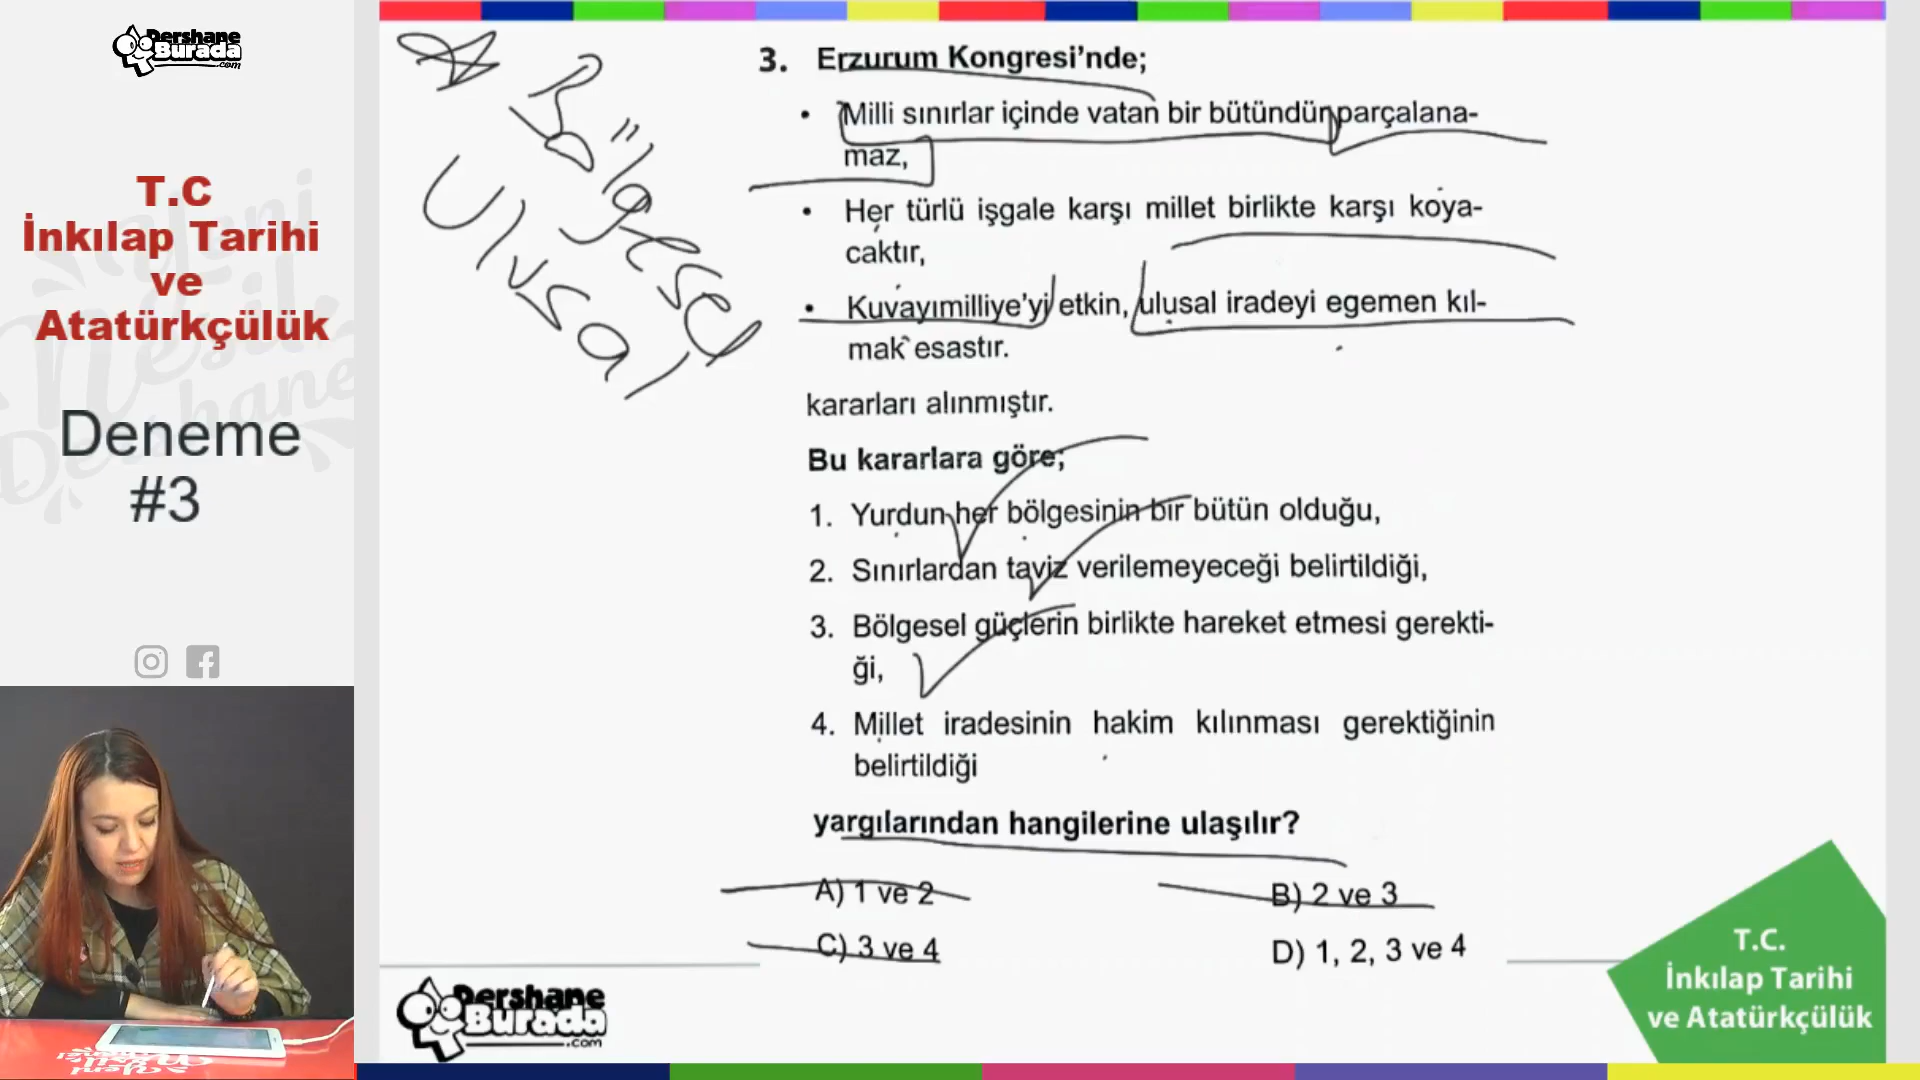 Dershane
Burada
.com
T.C
İnkılap Tarihi
ve
Atatürkçülük
Deneme
#3
Bölgesel
Ulusal
3. Erzurum Kongresi'nde;
• Milli sınırlar içinde vatan bir bütündür parçalana-
maz,
• Her türlü işgale karşı millet birlikte karşı koya-
caktır,
• Kuvayımilliye'yi etkin, ulusal iradeyi egemen kıl-
mak esastır.
kararları alınmıştır.
Bu kararlara göre;
1. Yurdun her bölgesinin bir bütün olduğu,
2. Sınırlardan taviz verilemeyeceği belirtildiği,
3. Bölgesel güçlerin birlikte hareket etmesi gerekti-
ği,
4. Millet iradesinin hakim kılınması gerektiğinin
belirtildiği
yargılarından hangilerine ulaşılır?
A) 1 ve 2
B) 2 ve 3
C) 3 ve 4
D) 1, 2, 3 ve 4
Dershane
Burada
.com
T.C.
İnkılap Tarihi
ve Atatürkçülük